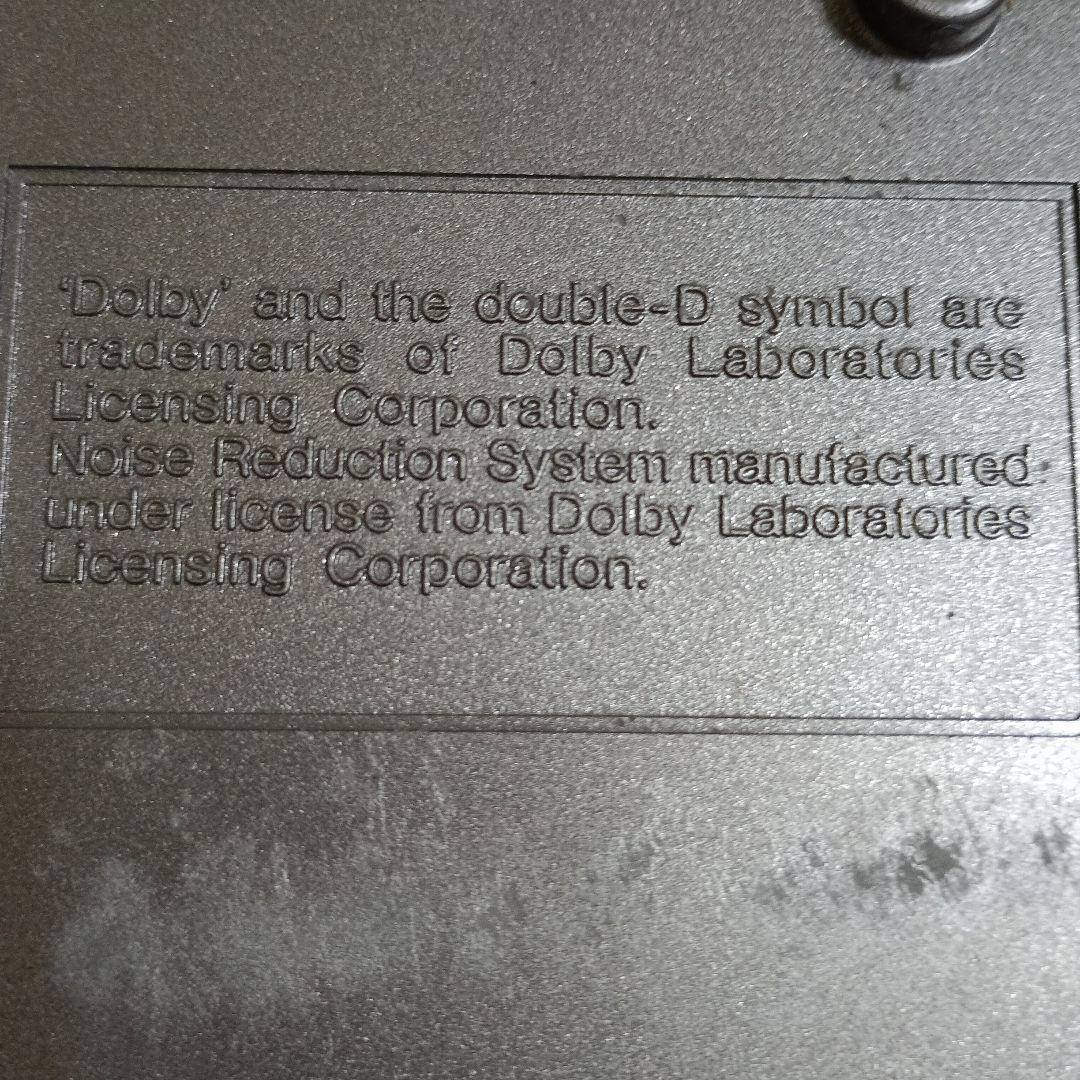 ‘Dolby’ and the double-D symbol are
trademarks of Dolby Laboratories
Licensing Corporation.
Noise Reduction System manufactured
under license from Dolby Laboratories
Licensing Corporation.